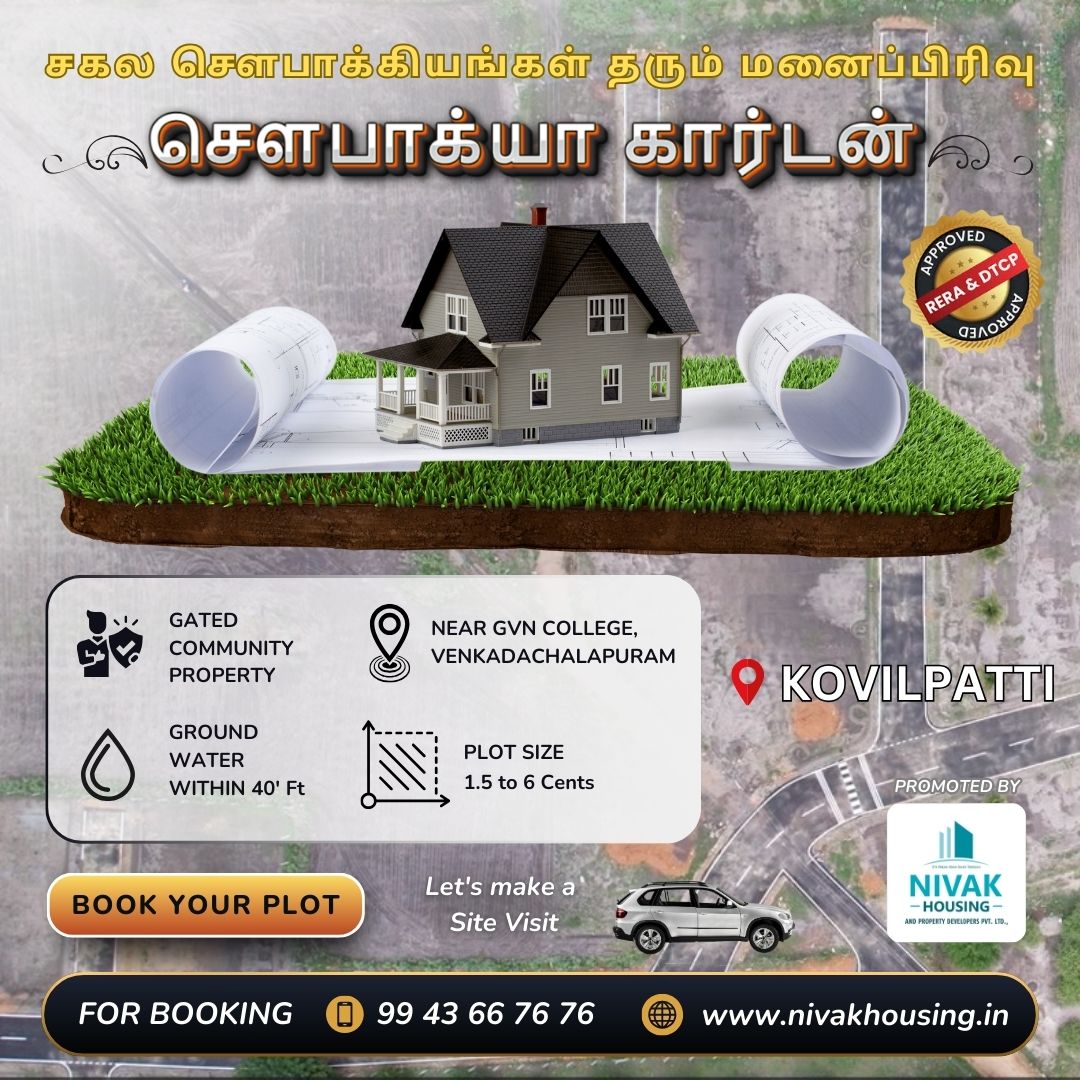 சகல சௌபாக்கியங்கள் தரும் மனைப்பிரிவு
சௌபாக்யா கார்டன்
APPROVED
RERA & DTCP
APPROVED
GATED
COMMUNITY
PROPERTY
NEAR GVN COLLEGE,
VENKADACHALAPURAM
GROUND
WATER
WITHIN 40' Ft
PLOT SIZE
1.5 to 6 Cents
KOVILPATTI
PROMOTED BY
NIVAK
HOUSING
AND PROPERTY DEVELOPERS PVT. LTD.,
BOOK YOUR PLOT
Let's make a
Site Visit
FOR BOOKING
99 43 66 76 76
www.nivakhousing.in